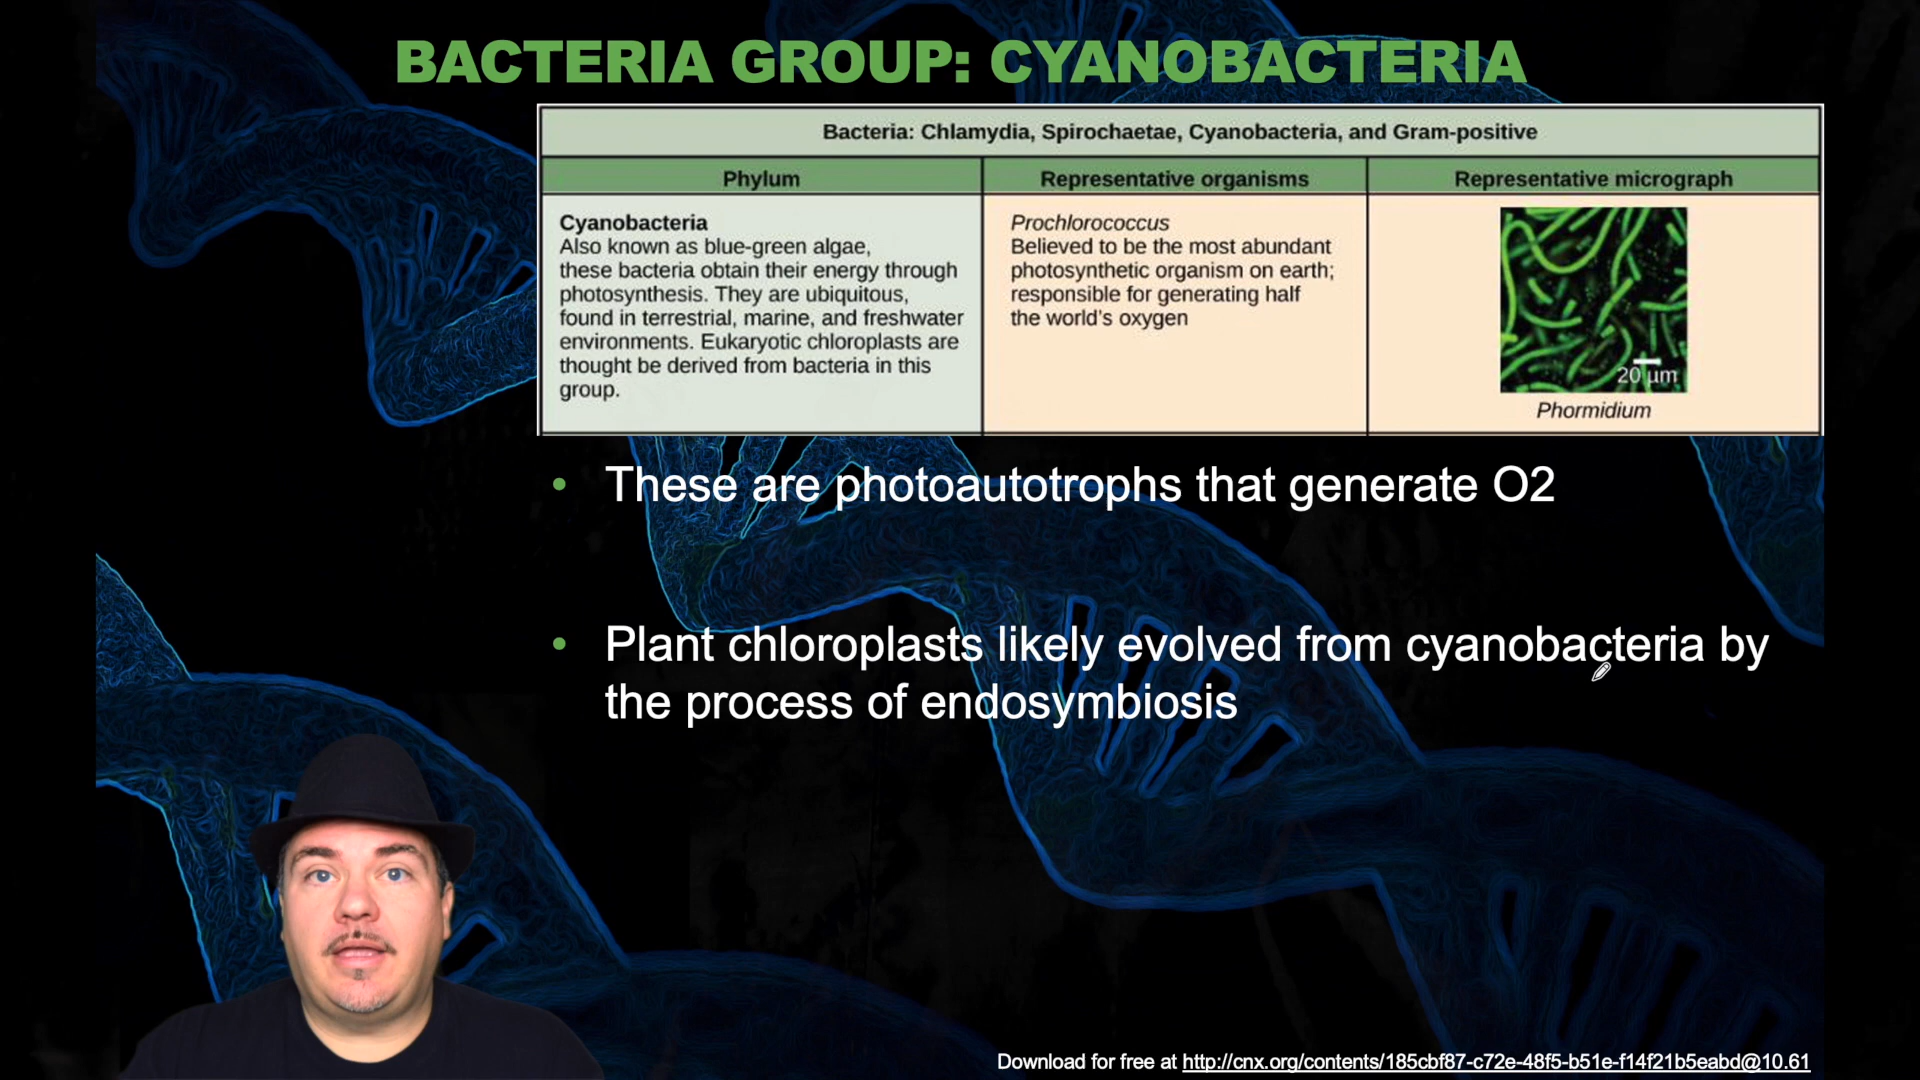 BACTERIA GROUP: CYANOBACTERIA
Bacteria: Chlamydia, Spirochaetae, Cyanobacteria, and Gram-positive
Phylum
Representative organisms
Representative micrograph
Cyanobacteria
Also known as blue-green algae,
these bacteria obtain their energy through
photosynthesis. They are ubiquitous,
found in terrestrial, marine, and freshwater
environments. Eukaryotic chloroplasts are
thought be derived from bacteria in this
group.
Prochlorococcus
Believed to be the most abundant
photosynthetic organism on earth;
responsible for generating half
the world's oxygen
20 µm
Phormidium
• These are photoautotrophs that generate O2
• Plant chloroplasts likely evolved from cyanobacteria by
the process of endosymbiosis
Download for free at http://cnx.org/contents/185cbf87-c72e-48f5-b51e-f14f21b5eabd@10.61